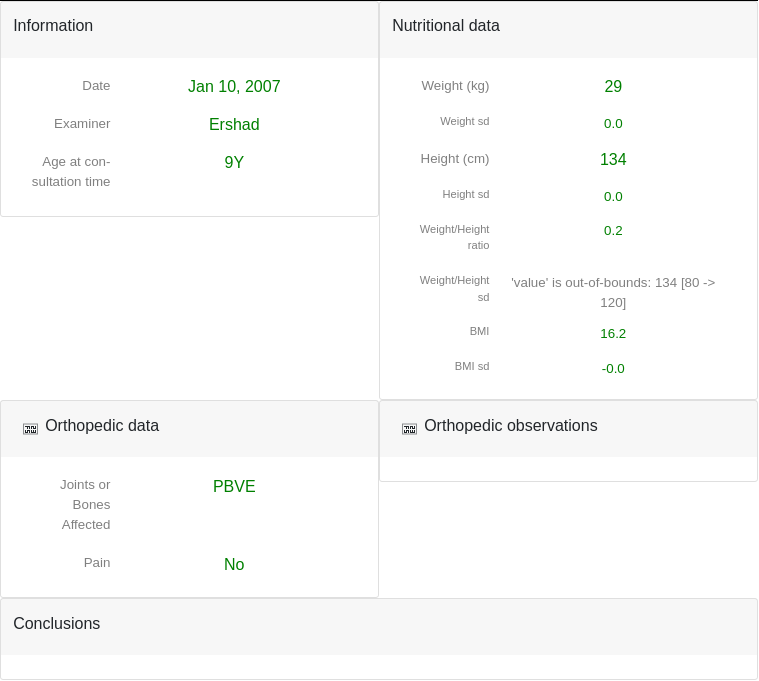 Information
Date
Jan 10, 2007
Examiner
Ershad
Age at con-
sultation time
9Y
Nutritional data
Weight (kg)
29
Weight sd
0.0
Height (cm)
134
Height sd
0.0
Weight/Height
ratio
0.2
Weight/Height
sd
'value' is out-of-bounds: 134 [80 ->
120]
BMI
16.2
BMI sd
-0.0
Orthopedic data
Joints or
Bones
Affected
PBVE
Pain
No
Orthopedic observations
Conclusions